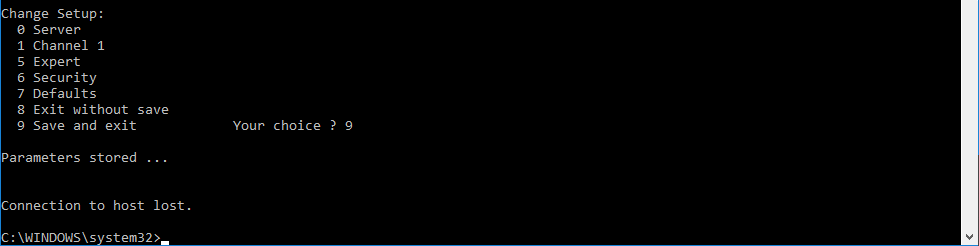 Change Setup:
  0 Server
  1 Channel 1
  5 Expert
  6 Security
  7 Defaults
  8 Exit without save
  9 Save and exit            Your choice ? 9
Parameters stored ...
Connection to host lost.
C:\WINDOWS\system32>